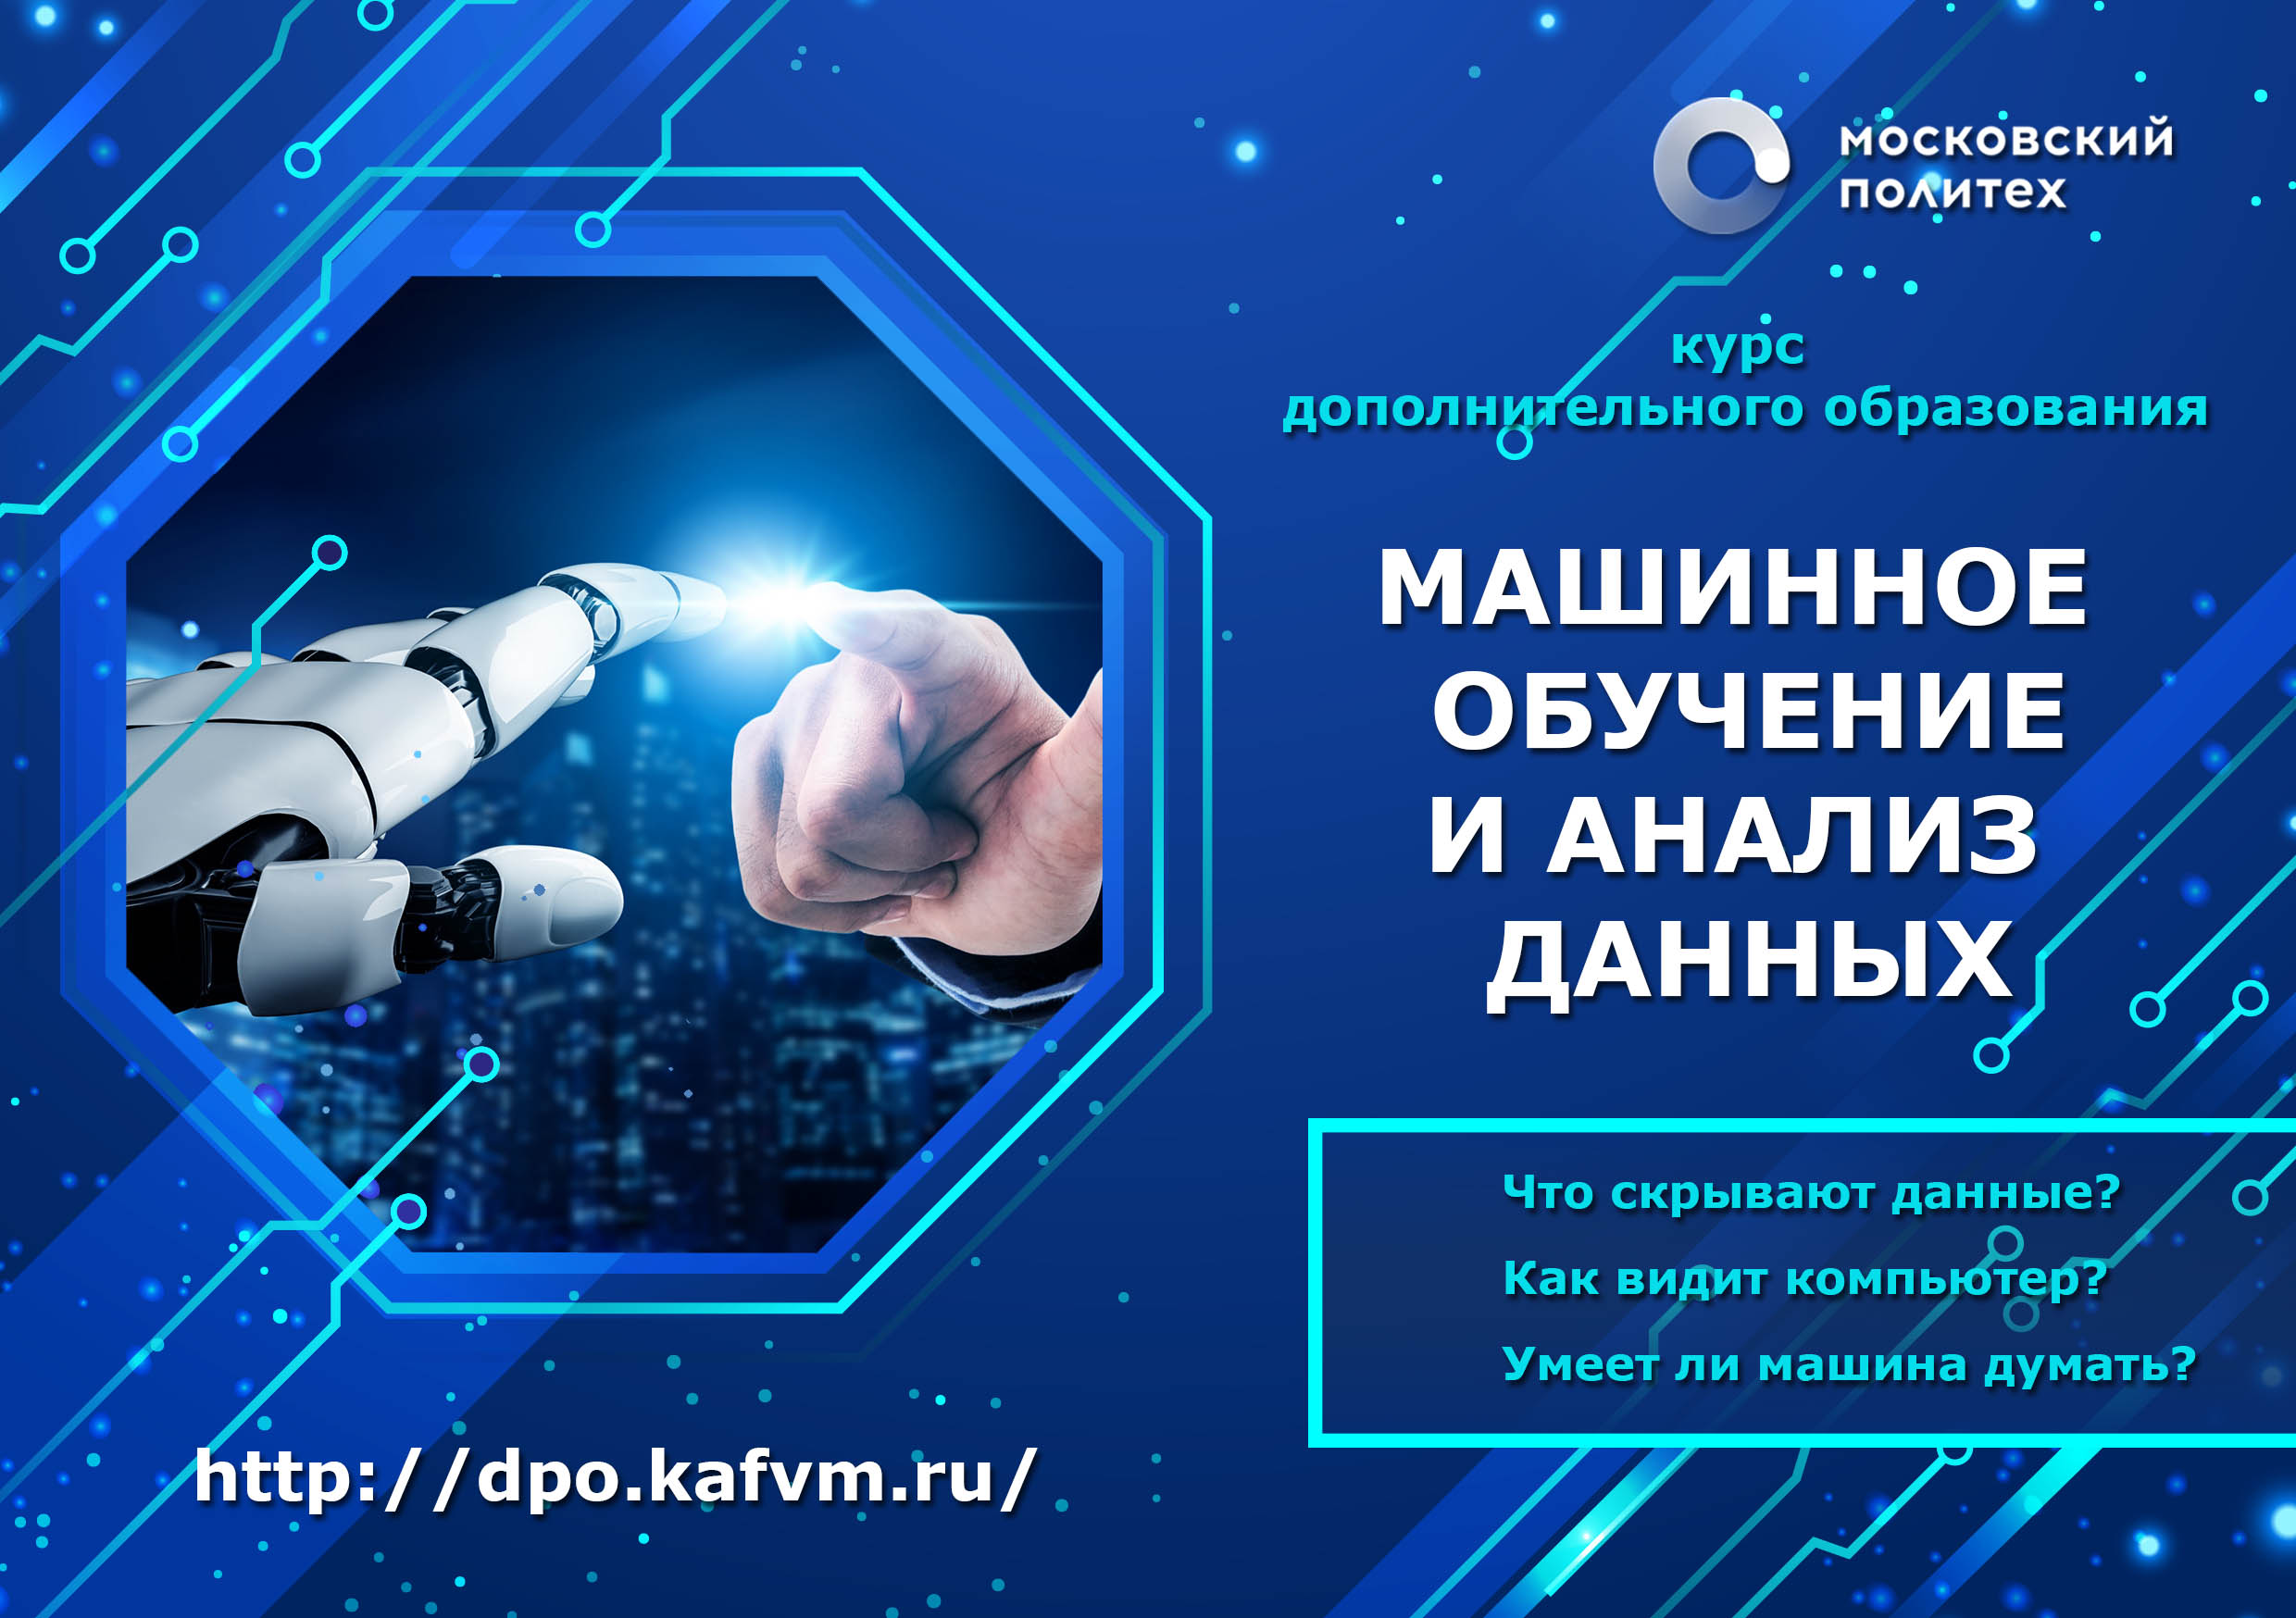 МОСКОВСКИЙ
ПОЛИТЕХ
курс
дополнительного образования
МАШИННОЕ
ОБУЧЕНИЕ
И АНАЛИЗ
ДАННЫХ
Что скрывают данные?
Как видит компьютер?
Умеет ли машина думать?
http://dpo.kafvm.ru/